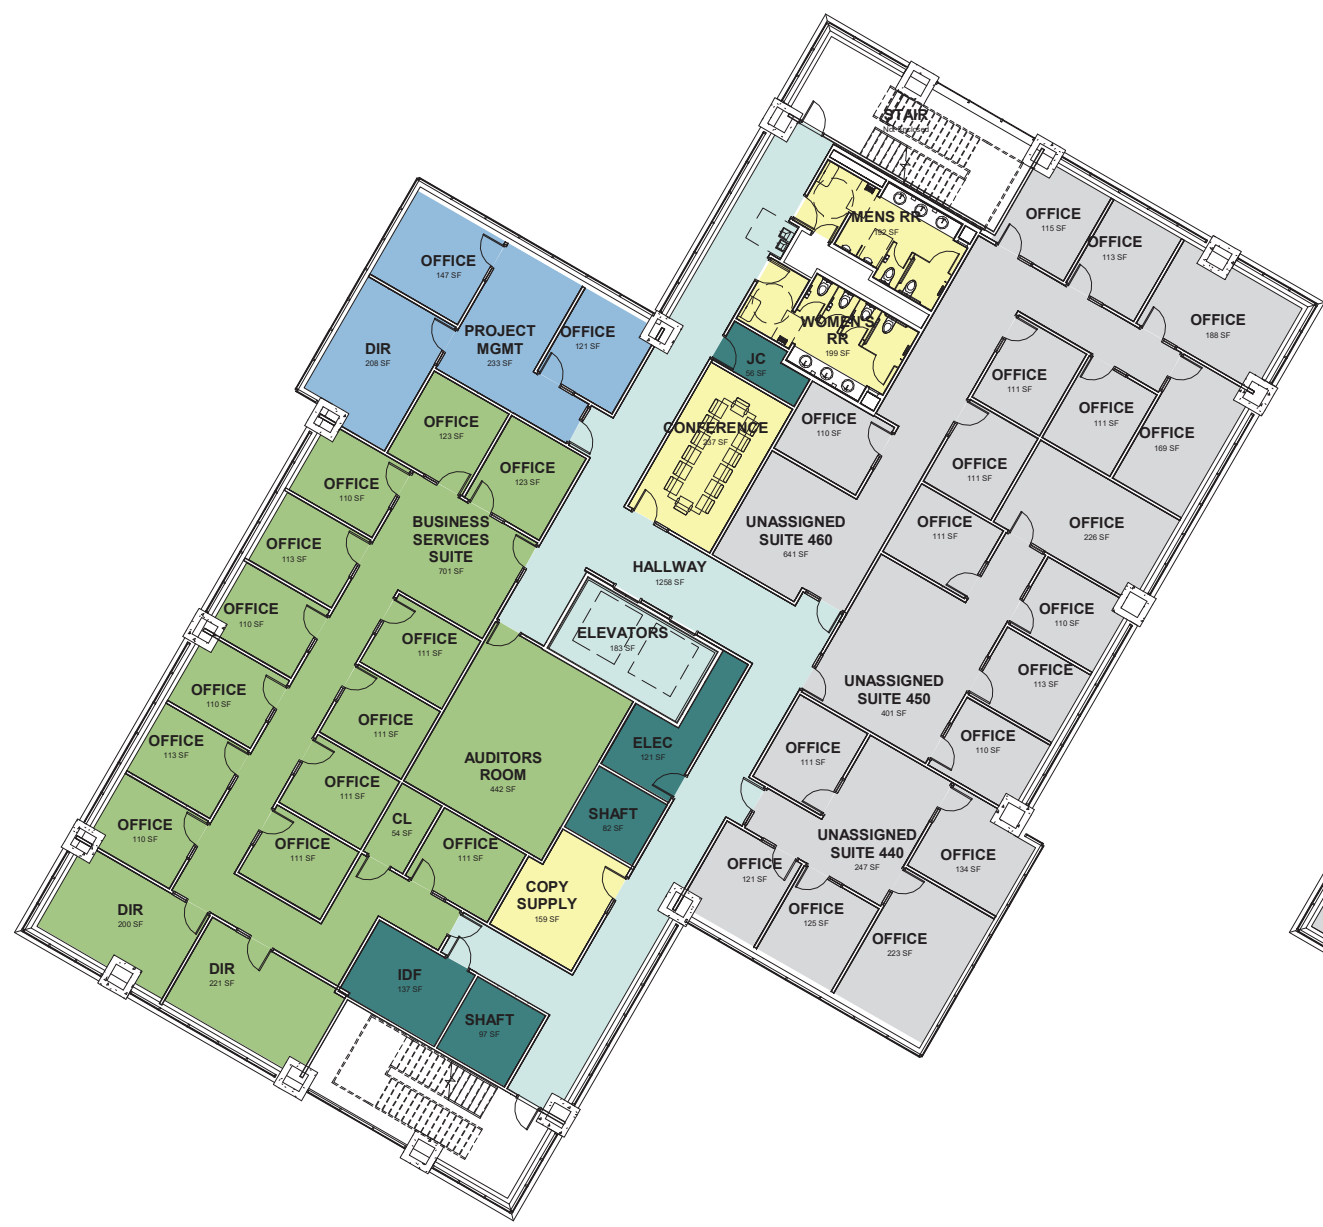 STAIR
Not Enclosed
MENS RR
192 SF
OFFICE
115 SF
OFFICE
113 SF
OFFICE
188 SF
OFFICE
147 SF
PROJECT
MGMT
233 SF
OFFICE
121 SF
DIR
208 SF
WOMEN'S
RR
199 SF
JC
56 SF
OFFICE
111 SF
OFFICE
111 SF
OFFICE
169 SF
OFFICE
123 SF
OFFICE
123 SF
CONFERENCE
237 SF
OFFICE
110 SF
OFFICE
111 SF
OFFICE
110 SF
BUSINESS
SERVICES
SUITE
701 SF
UNASSIGNED
SUITE 460
641 SF
OFFICE
111 SF
OFFICE
226 SF
OFFICE
113 SF
HALLWAY
1258 SF
OFFICE
110 SF
OFFICE
110 SF
OFFICE
111 SF
ELEVATORS
183 SF
OFFICE
113 SF
OFFICE
110 SF
UNASSIGNED
SUITE 450
401 SF
OFFICE
111 SF
OFFICE
113 SF
ELEC
121 SF
OFFICE
111 SF
OFFICE
110 SF
AUDITORS
ROOM
442 SF
OFFICE
111 SF
OFFICE
110 SF
CL
54 SF
SHAFT
82 SF
OFFICE
111 SF
OFFICE
111 SF
UNASSIGNED
SUITE 440
247 SF
OFFICE
121 SF
OFFICE
134 SF
COPY
SUPPLY
159 SF
DIR
200 SF
OFFICE
125 SF
OFFICE
223 SF
DIR
221 SF
IDF
137 SF
SHAFT
97 SF